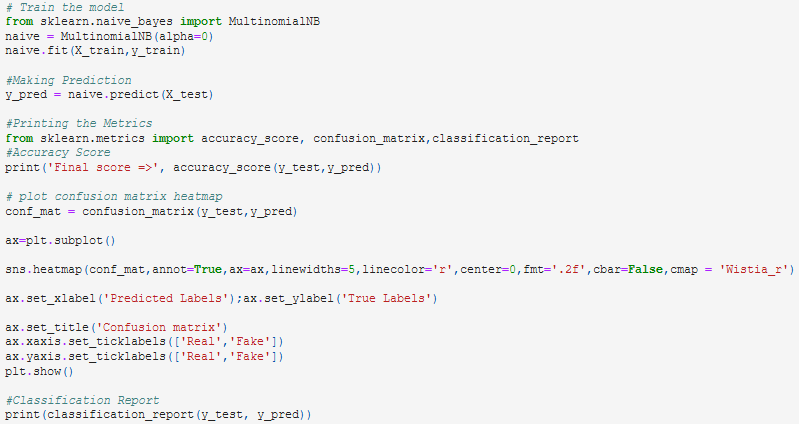 # Train the model
from sklearn.naive_bayes import MultinomialNB
naive = MultinomialNB(alpha=0)
naive.fit(X_train,y_train)
#Making Prediction
y_pred = naive.predict(X_test)
#Printing the Metrics
from sklearn.metrics import accuracy_score, confusion_matrix,classification_report
#Accuracy Score
print('Final score =>', accuracy_score(y_test,y_pred))
# plot confusion matrix heatmap
conf_mat = confusion_matrix(y_test,y_pred)
ax=plt.subplot()
sns.heatmap(conf_mat,annot=True,ax=ax,linewidths=5,linecolor='r',center=0,fmt='.2f',cbar=False,cmap = 'Wistia_r')
ax.set_xlabel('Predicted Labels');ax.set_ylabel('True Labels')
ax.set_title('Confusion matrix')
ax.xaxis.set_ticklabels(['Real','Fake'])
ax.yaxis.set_ticklabels(['Real','Fake'])
plt.show()
#Classification Report
print(classification_report(y_test, y_pred))